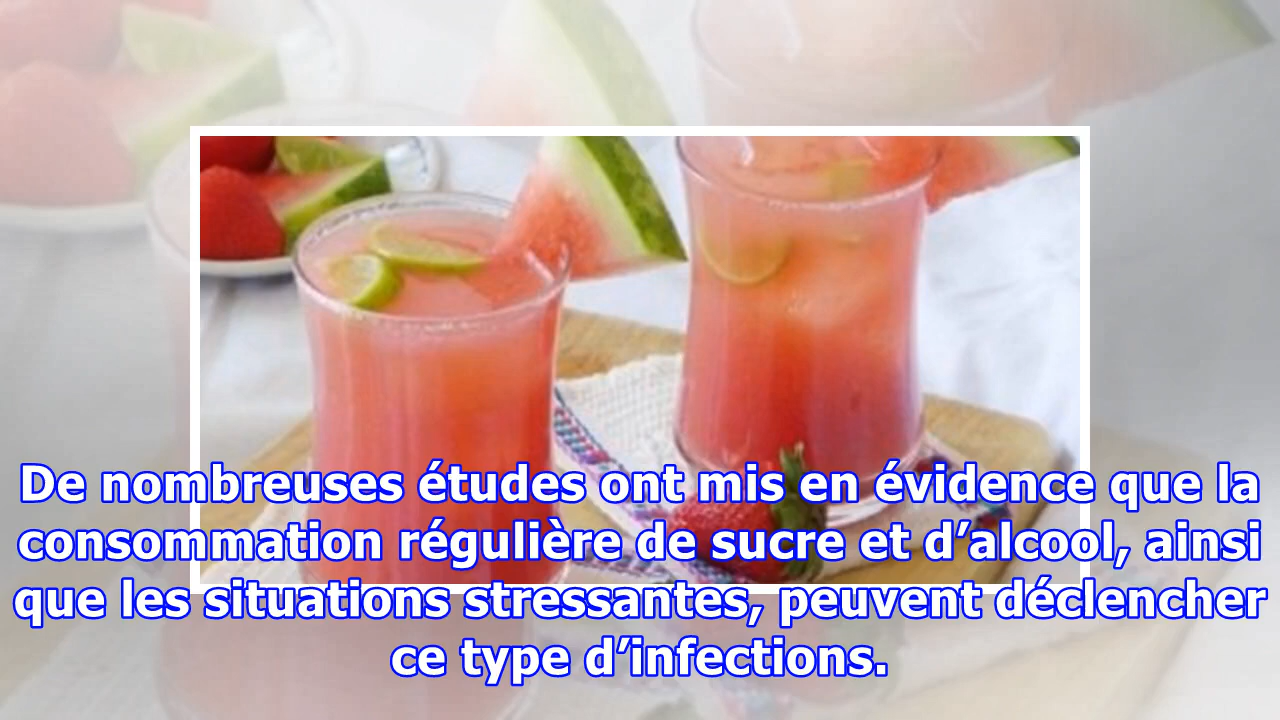 De nombreuses études ont mis en évidence que la
consommation régulière de sucre et d’alcool, ainsi
que les situations stressantes, peuvent déclencher
ce type d’infections.